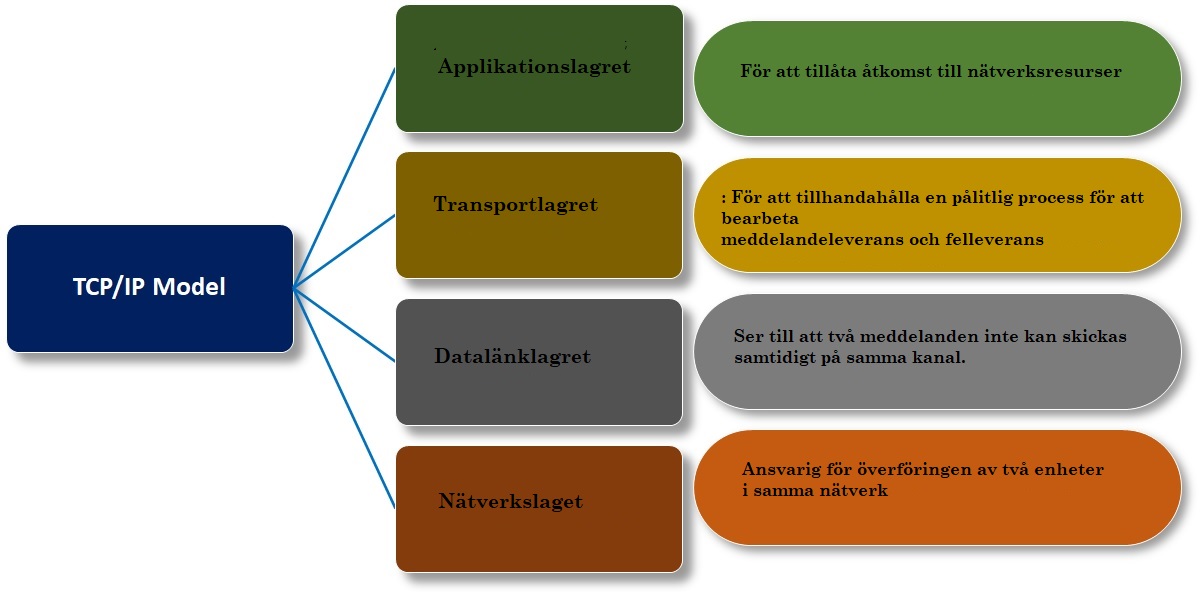 TCP/IP Model
Applikationslagret
För att tillåta åtkomst till nätverksresurser
Transportlagret
: För att tillhandahålla en pålitlig process för att
bearbeta
meddelandeleverans och felleverans
Datalänklagret
Ser till att två meddelanden inte kan skickas
samtidigt på samma kanal.
Nätverkslaget
Ansvarig för överföringen av två enheter
i samma nätverk